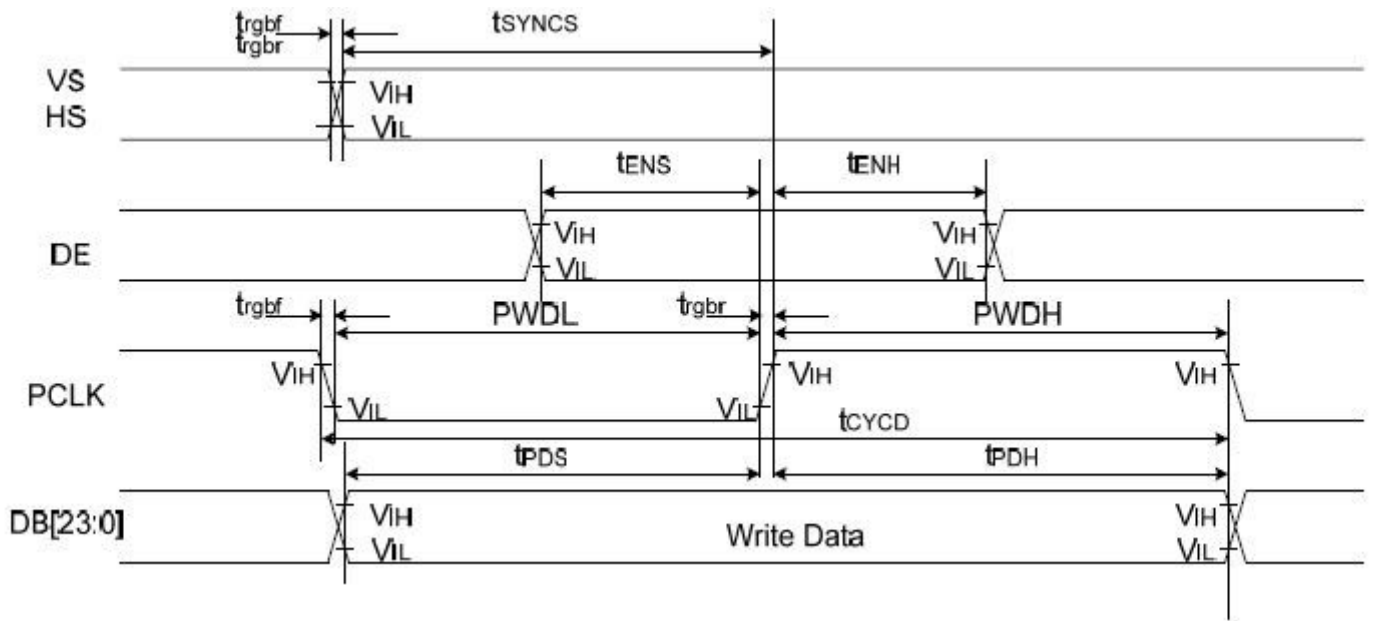 trgbf
trgbr
tSYNCS
VS
HS
VIH
VIL
tENS
tENH
DE
VIH
VIL
VIH
VIL
trgbf
PWDL
trgbr
PWDH
PCLK
VIH
VIL
VIL
VIH
VIH
tCYCD
tPDS
tPDH
DB[23:0]
VIH
VIL
Write Data
VIH
VIL